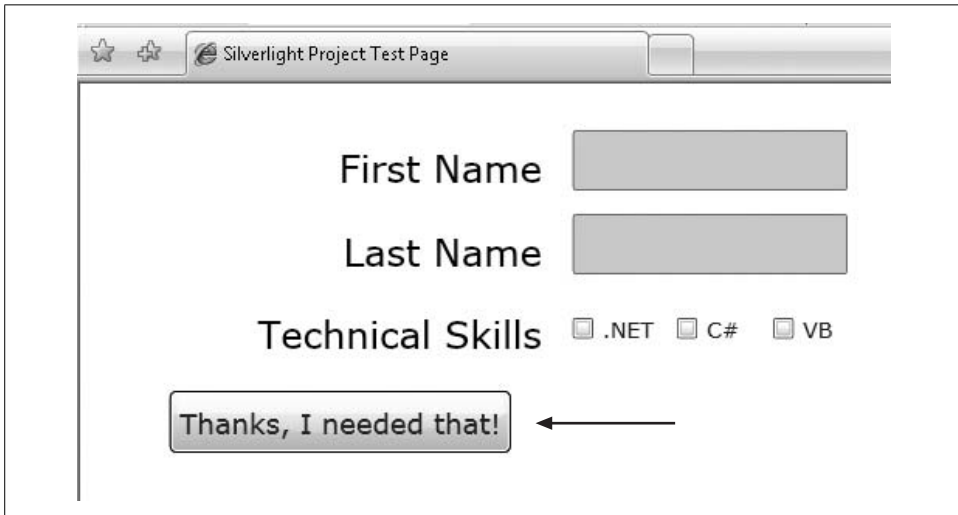 Silverlight Project Test Page
First Name
Last Name
Technical Skills .NET C# VB
Thanks, I needed that!